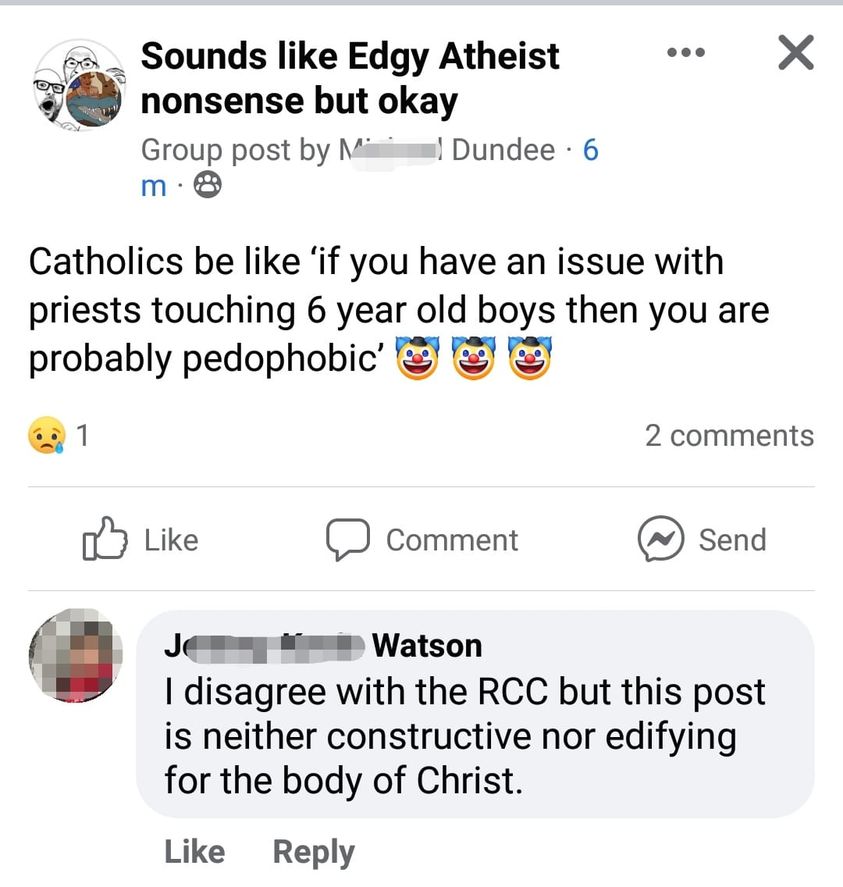 Sounds like Edgy Atheist
nonsense but okay
Group post by Dundee · 6
m ·
Catholics be like ‘if you have an issue with
priests touching 6 year old boys then you are
probably pedophobic’ 🤡 🤡 🤡
😥 1
2 comments
Like
Comment
Send
Watson
I disagree with the RCC but this post
is neither constructive nor edifying
for the body of Christ.
Like
Reply